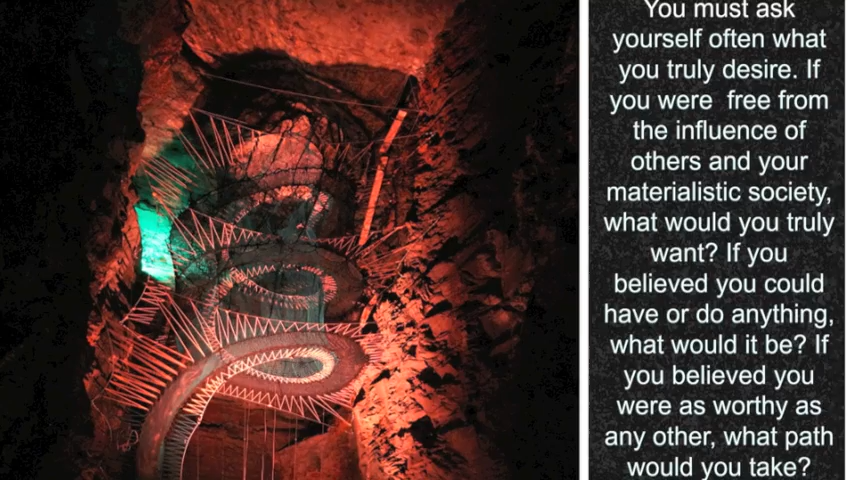 You must ask
yourself often what
you truly desire. If
you were  free from
the influence of
others and your
materialistic society,
what would you truly
want? If you
believed you could
have or do anything,
what would it be? If
you believed you
were as worthy as
any other, what path
would you take?